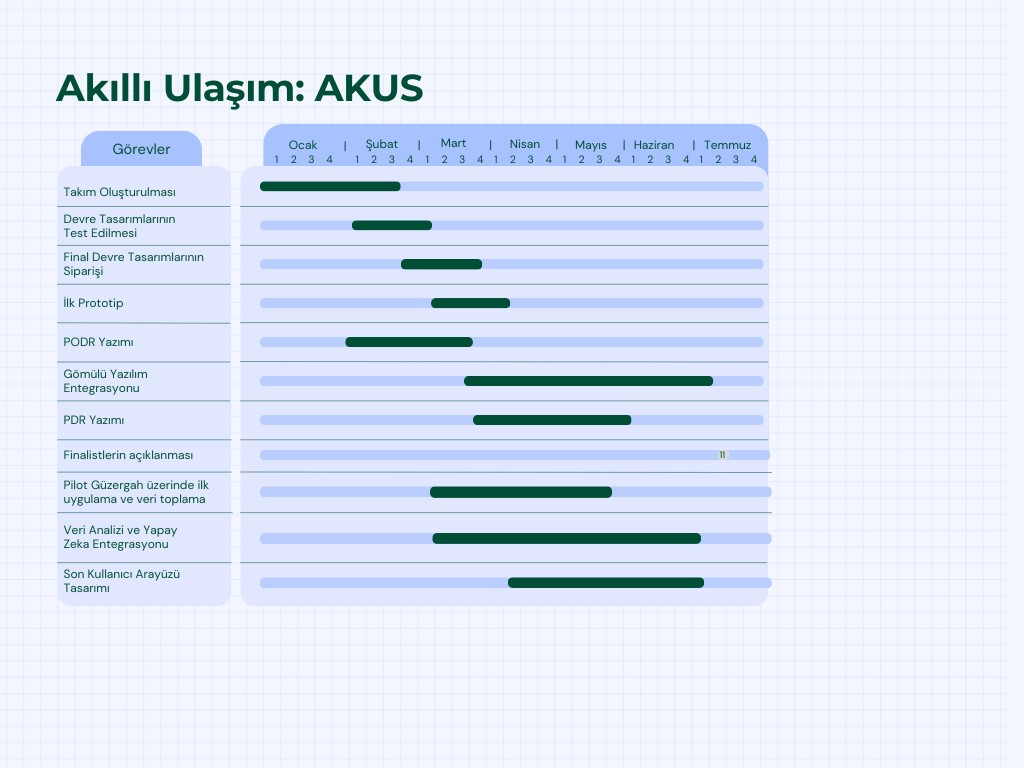 Akıllı Ulaşım: AKUS
Görevler
Ocak | Şubat | Mart | Nisan | Mayıs | Haziran | Temmuz
1 2 3 4 1 2 3 4 1 2 3 4 1 2 3 4 1 2 3 4 1 2 3 4 1 2 3 4
Takım Oluşturulması
Devre Tasarımlarının
Test Edilmesi
Final Devre Tasarımlarının
Siparişi
İlk Prototip
PODR Yazımı
Gömülü Yazılım
Entegrasyonu
PDR Yazımı
Finalistlerin açıklanması
11
Pilot Güzergah üzerinde ilk
uygulama ve veri toplama
Veri Analizi ve Yapay
Zeka Entegrasyonu
Son Kullanıcı Arayüzü
Tasarımı